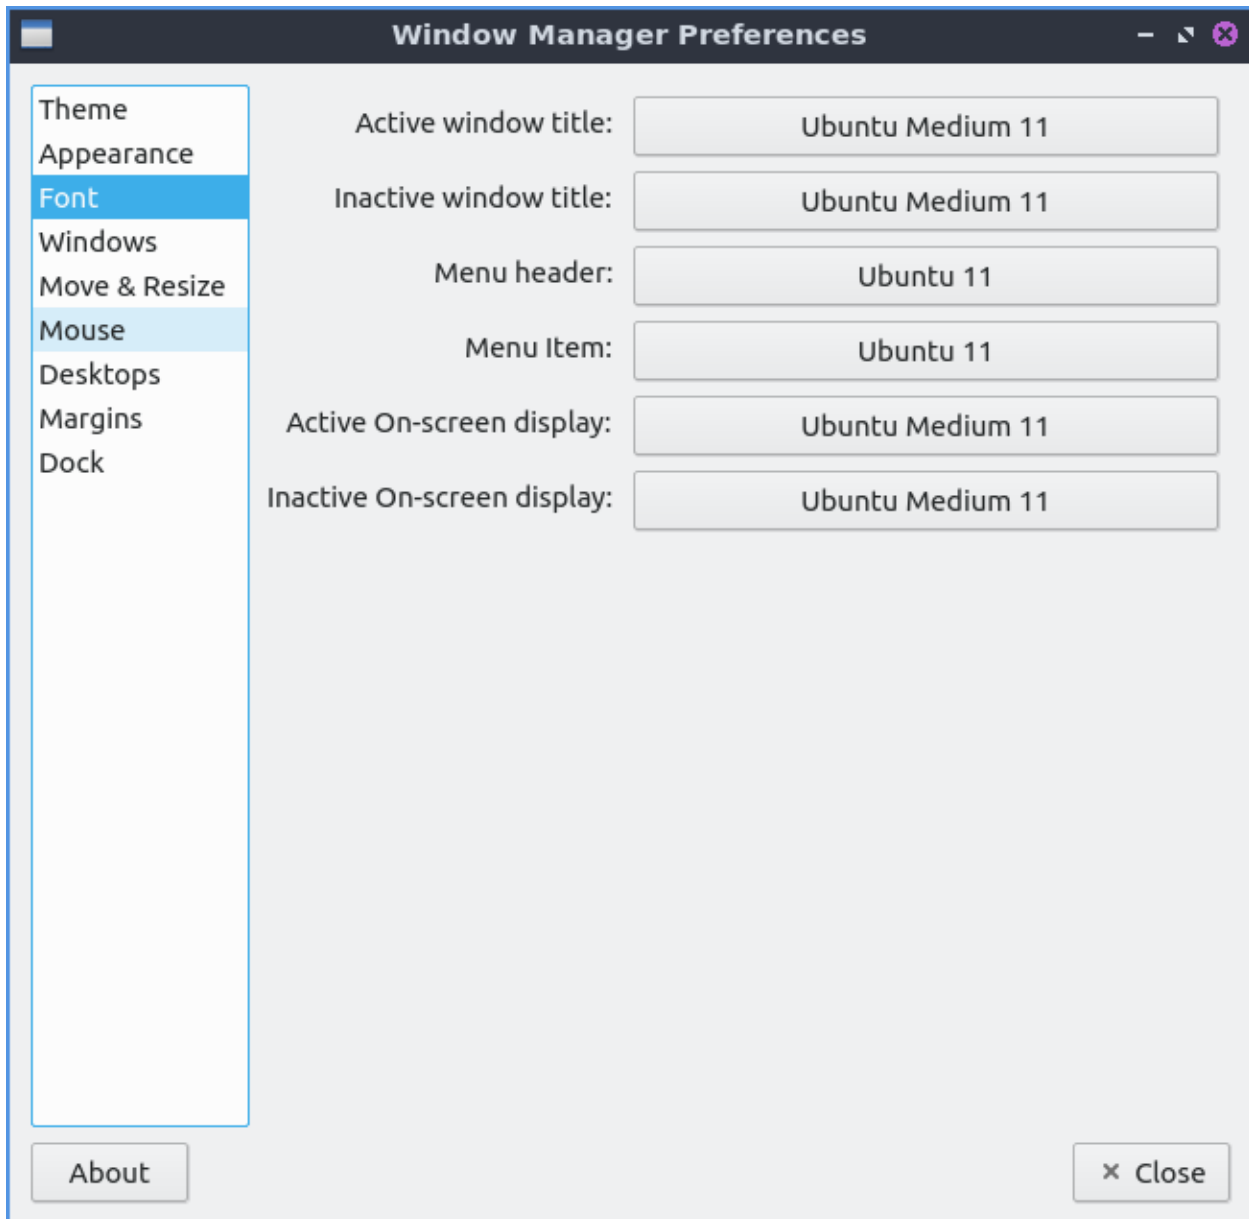 Window Manager Preferences
Theme
Appearance
Font
Windows
Move & Resize
Mouse
Desktops
Margins
Dock
Active window title: Ubuntu Medium 11
Inactive window title: Ubuntu Medium 11
Menu header: Ubuntu 11
Menu Item: Ubuntu 11
Active On-screen display: Ubuntu Medium 11
Inactive On-screen display: Ubuntu Medium 11
About
Close